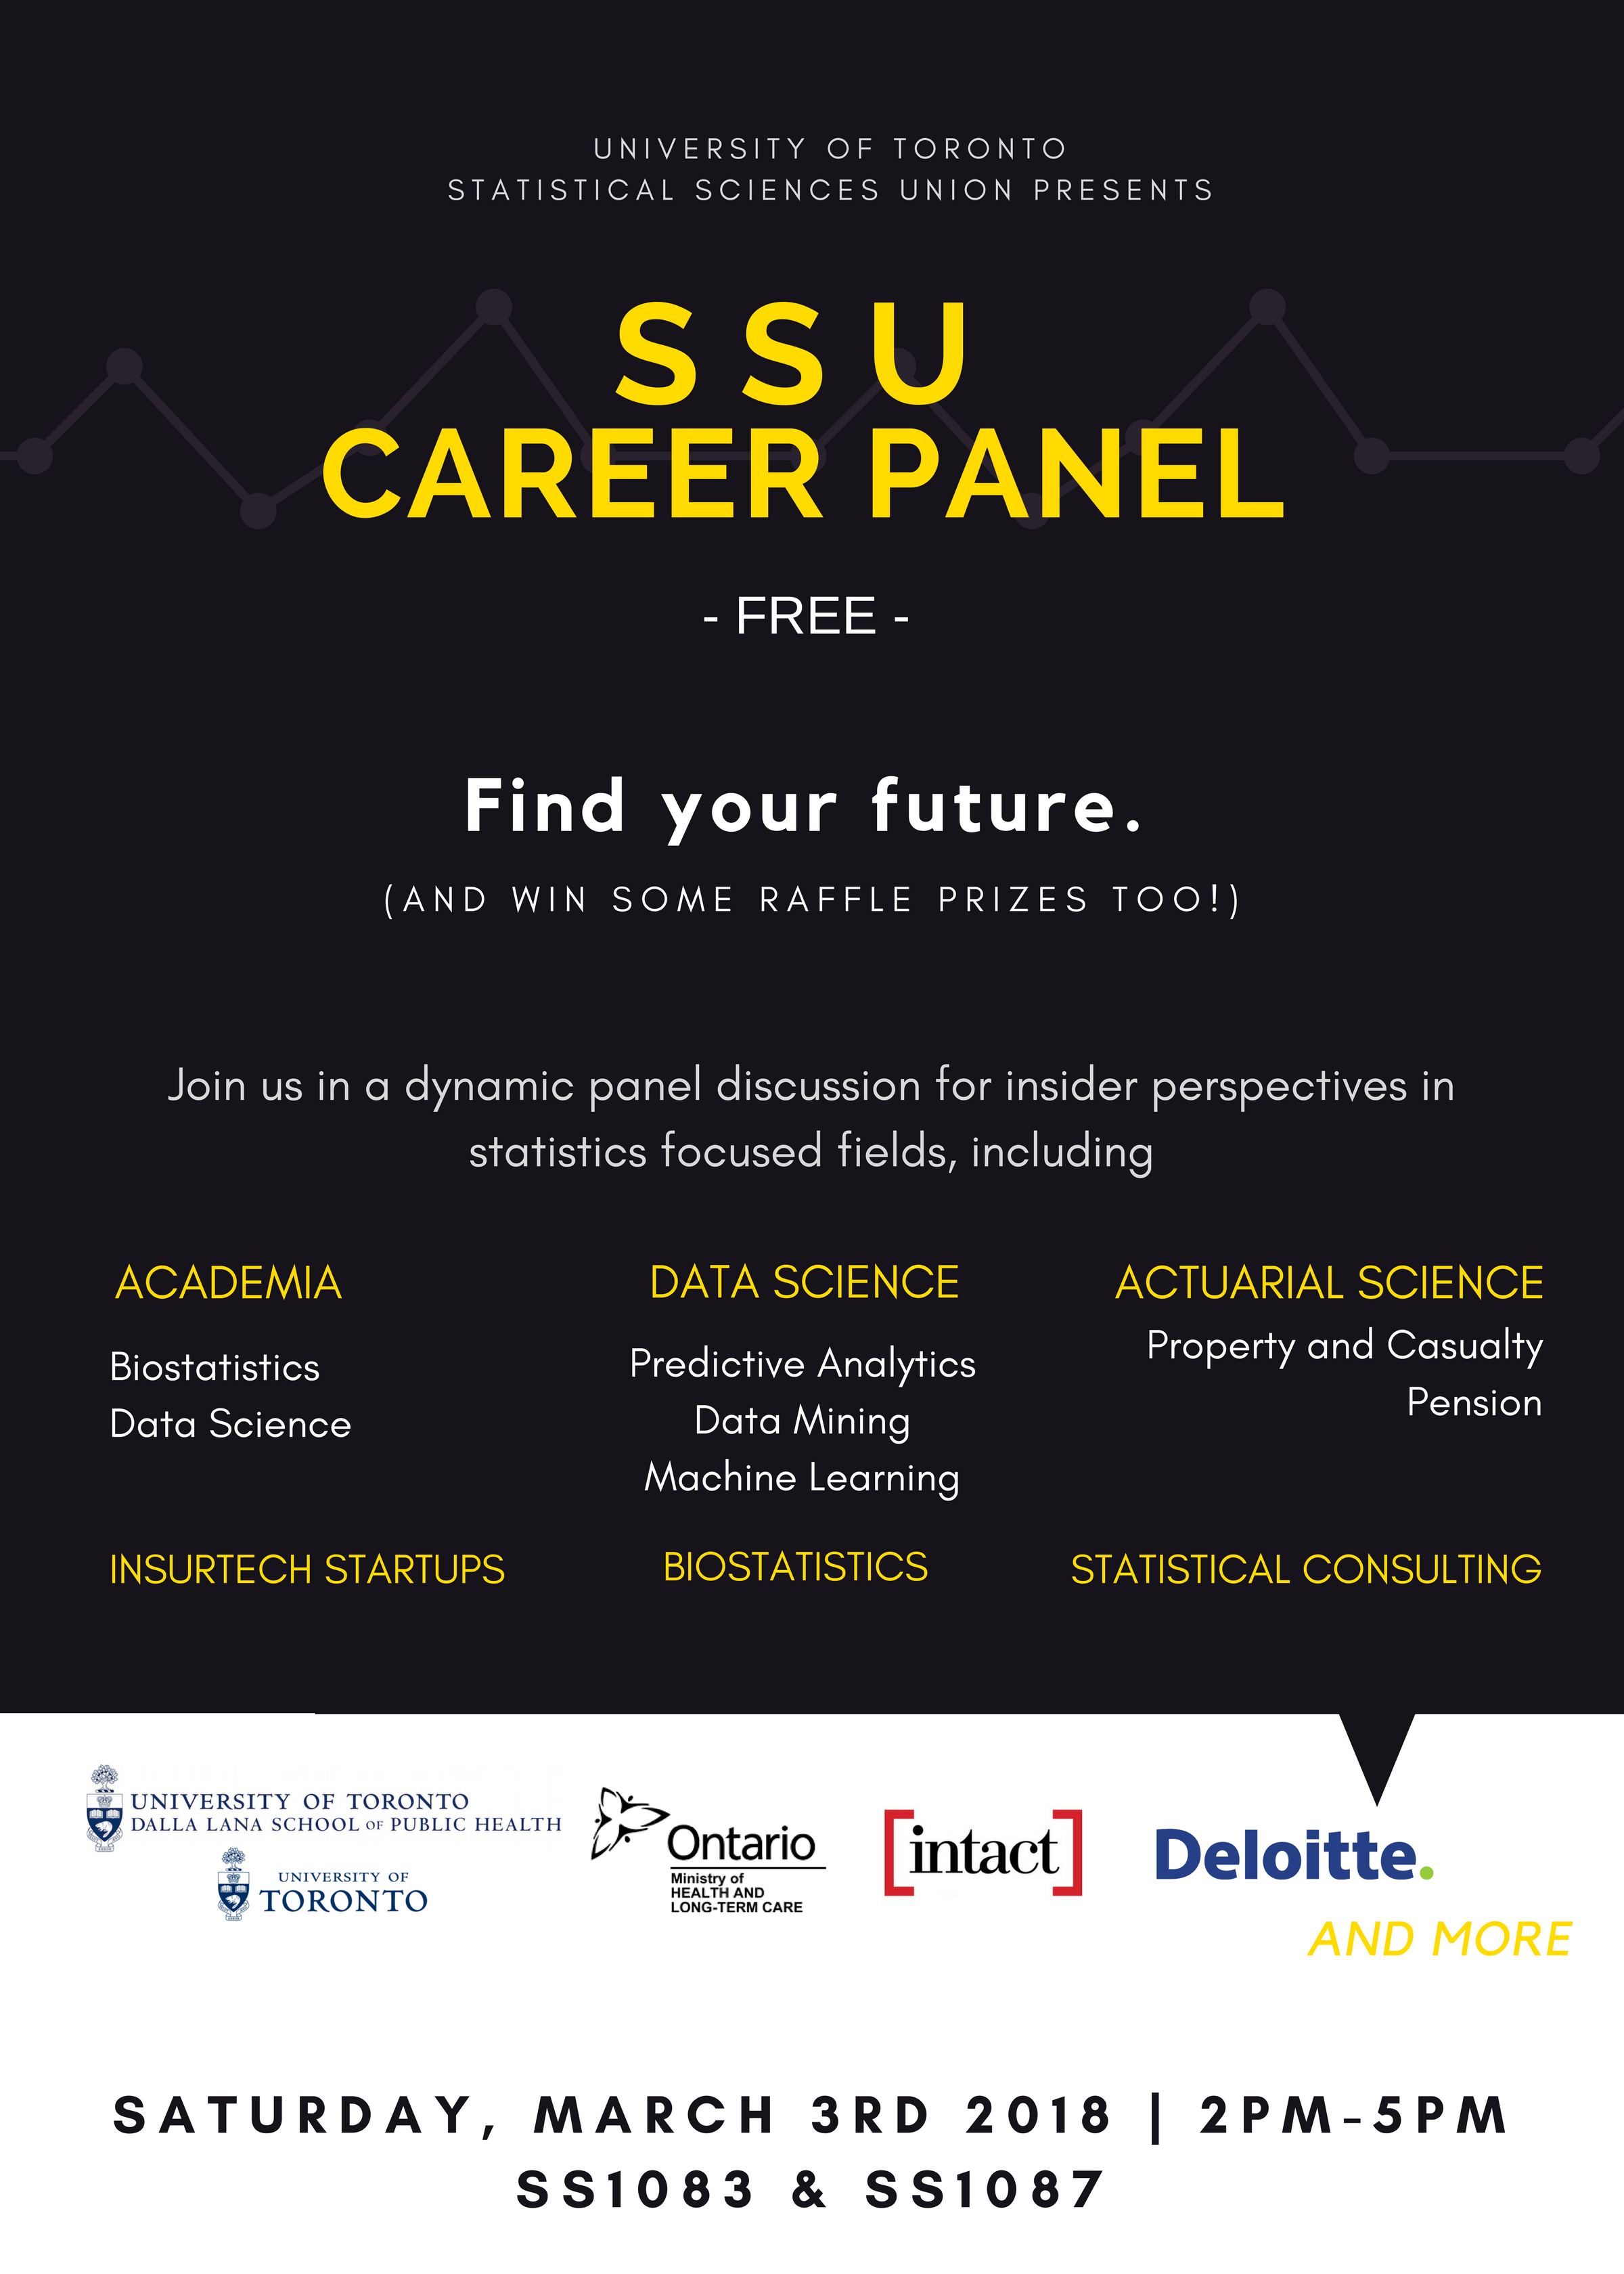 UNIVERSITY OF TORONTO
STATISTICAL SCIENCES UNION PRESENTS
SSU
CAREER PANEL
- FREE -
Find your future.
(AND WIN SOME RAFFLE PRIZES TOO!)
Join us in a dynamic panel discussion for insider perspectives in
statistics focused fields, including
ACADEMIA
Biostatistics
Data Science
DATA SCIENCE
Predictive Analytics
Data Mining
Machine Learning
ACTUARIAL SCIENCE
Property and Casualty
Pension
INSURTECH STARTUPS
BIOSTATISTICS
STATISTICAL CONSULTING
UNIVERSITY OF TORONTO
DALLA LANA SCHOOL OF PUBLIC HEALTH
UNIVERSITY OF
TORONTO
Ontario
Ministry of
HEALTH AND
LONG-TERM CARE
[intact]
Deloitte.
AND MORE
SATURDAY, MARCH 3RD 2018 | 2PM-5PM
SS1083 & SS1087